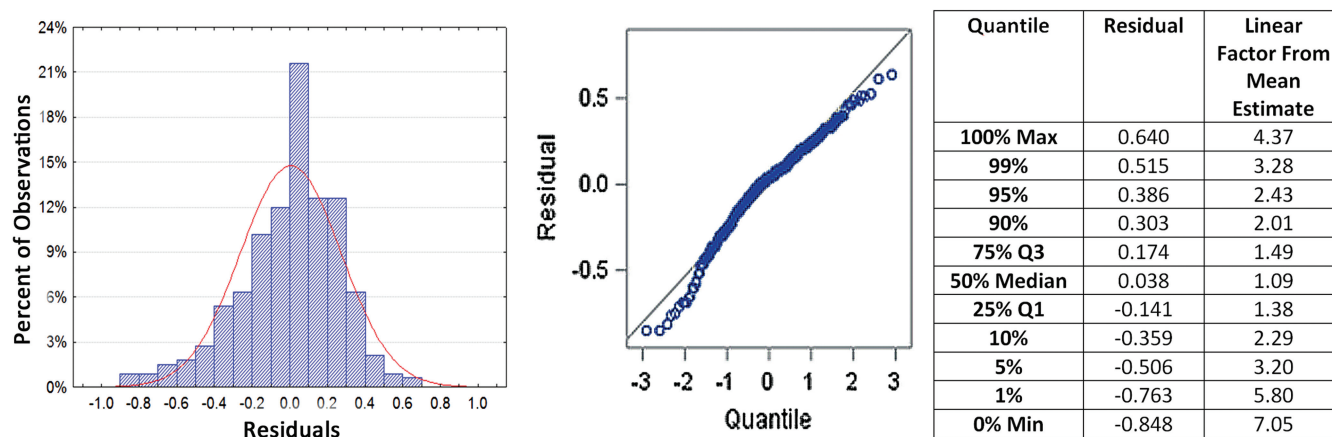 24%
21%
18%
15%
12%
9%
6%
3%
0%
Percent of Observations
-1.0 -0.8 -0.6 -0.4 -0.2 0.0 0.2 0.4 0.6 0.8 1.0
Residuals
0.5
0.0
-0.5
Residual
-3 -2 -1 0 1 2 3
Quantile
Quantile Residual Linear
Factor From
Mean
Estimate
100% Max 0.640 4.37
99% 0.515 3.28
95% 0.386 2.43
90% 0.303 2.01
75% Q3 0.174 1.49
50% Median 0.038 1.09
25% Q1 -0.141 1.38
10% -0.359 2.29
5% -0.506 3.20
1% -0.763 5.80
0% Min -0.848 7.05